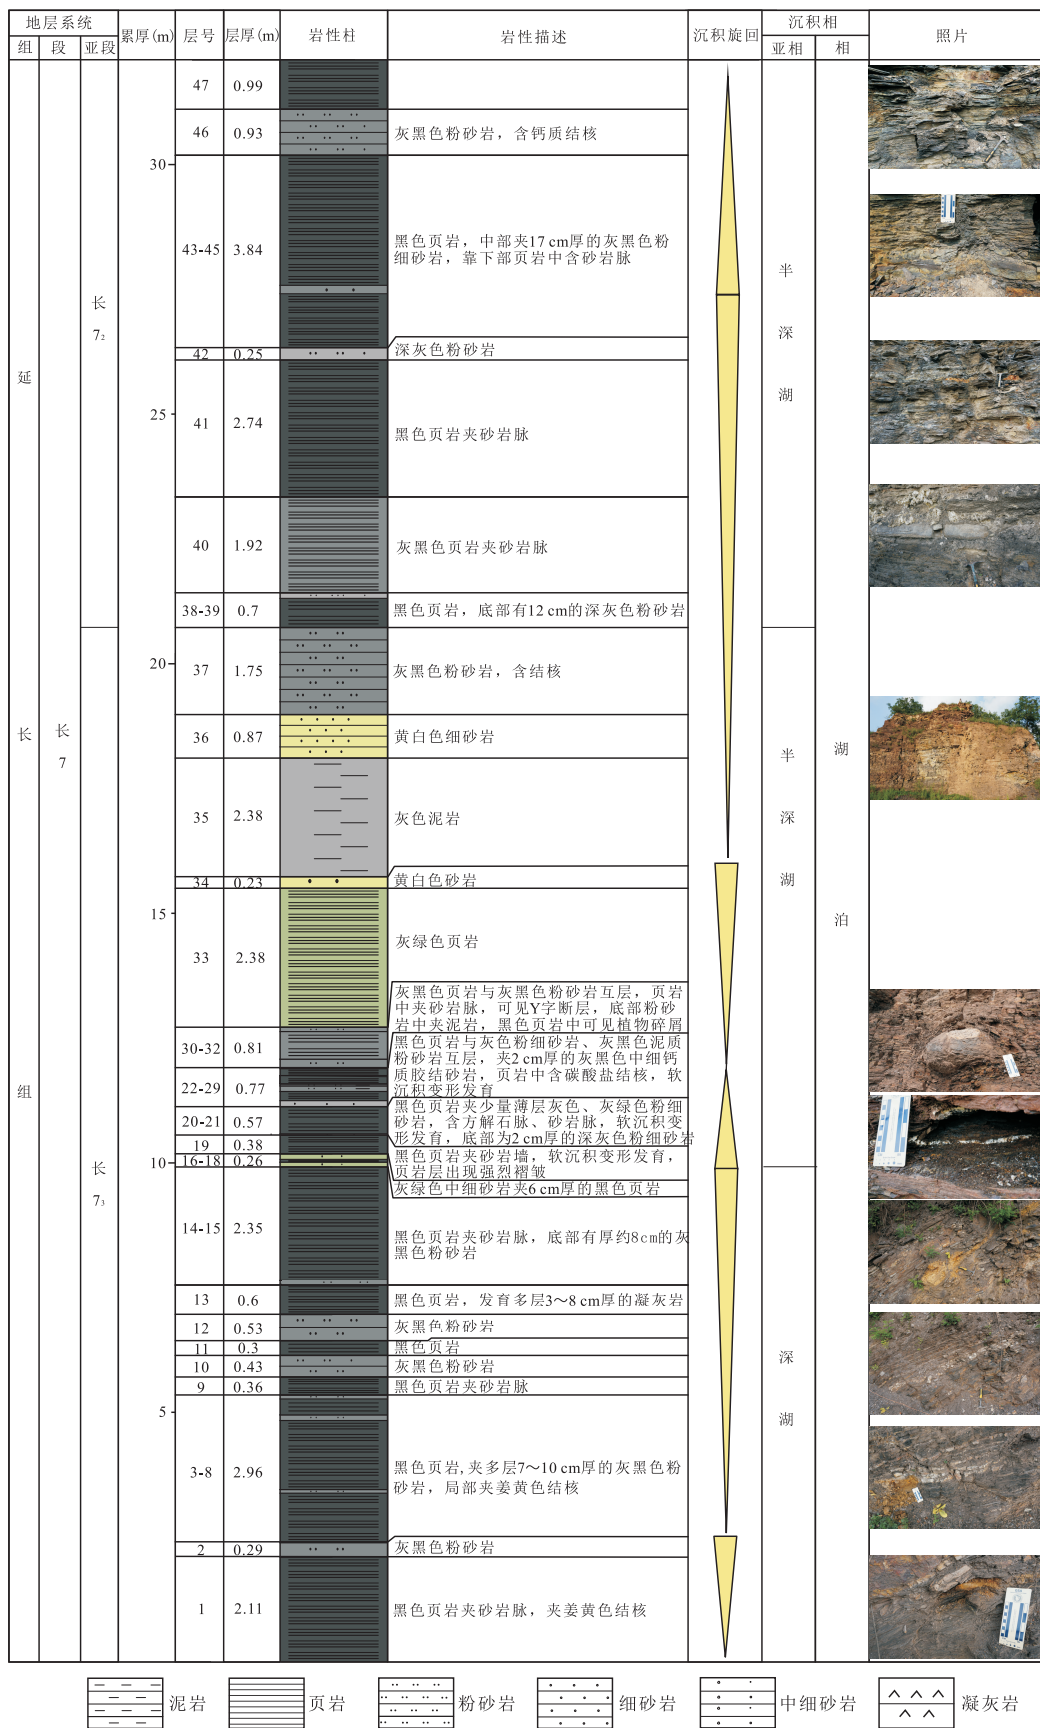 地层系统
组 段 亚段
累厚(m)
层号
层厚(m)
岩性柱
岩性描述
沉积旋回
沉积相
亚相 相
照片
延
长
组
长
7
长
7₂
长
7₃
30
25
20
15
10
5
47 0.99
46 0.93 灰黑色粉砂岩，含钙质结核
43-45 3.84 黑色页岩，中部夹17 cm厚的灰黑色粉
细砂岩，靠下部页岩中含砂岩脉
42 0.25 深灰色粉砂岩
41 2.74 黑色页岩夹砂岩脉
40 1.92 灰黑色页岩夹砂岩脉
38-39 0.7 黑色页岩，底部有12 cm的深灰色粉砂岩
37 1.75 灰黑色粉砂岩，含结核
36 0.87 黄白色细砂岩
35 2.38 灰色泥岩
34 0.23 黄白色砂岩
33 2.38 灰绿色页岩
30-32 0.81 灰黑色页岩与灰黑色粉砂岩互层，页岩
中夹砂岩脉，可见Y字断层，底部粉砂
岩中夹泥岩，黑色页岩中可见植物碎屑
22-29 0.77 黑色页岩与灰色粉细砂岩、灰黑色泥质
粉砂岩互层，夹2 cm厚的灰黑色中细钙
质胶结砂岩，页岩中含碳酸盐结核，软
沉积变形发育
20-21 0.57 黑色页岩夹少量薄层灰色、灰绿色粉细
砂岩，含方解石脉、砂岩脉，软沉积变
形发育，底部为2 cm厚的深灰色粉细砂岩
19 0.38 黑色页岩夹砂岩墙，软沉积变形发育，
页岩层出现强烈褶皱
16-18 0.26 灰绿色中细砂岩夹6 cm厚的黑色页岩
14-15 2.35 黑色页岩夹砂岩脉，底部有厚约8cm的灰
黑色粉砂岩
13 0.6 黑色页岩，发育多层3～8 cm厚的凝灰岩
12 0.53 灰黑色粉砂岩
11 0.3 黑色页岩
10 0.43 灰黑色粉砂岩
9 0.36 黑色页岩夹砂岩脉
3-8 2.96 黑色页岩,夹多层7～10 cm厚的灰黑色粉
砂岩，局部夹姜黄色结核
2 0.29 灰黑色粉砂岩
1 2.11 黑色页岩夹砂岩脉，夹姜黄色结核
半
深
湖
半
深
湖
深
湖
湖
泊
泥岩
页岩
粉砂岩
细砂岩
中细砂岩
凝灰岩